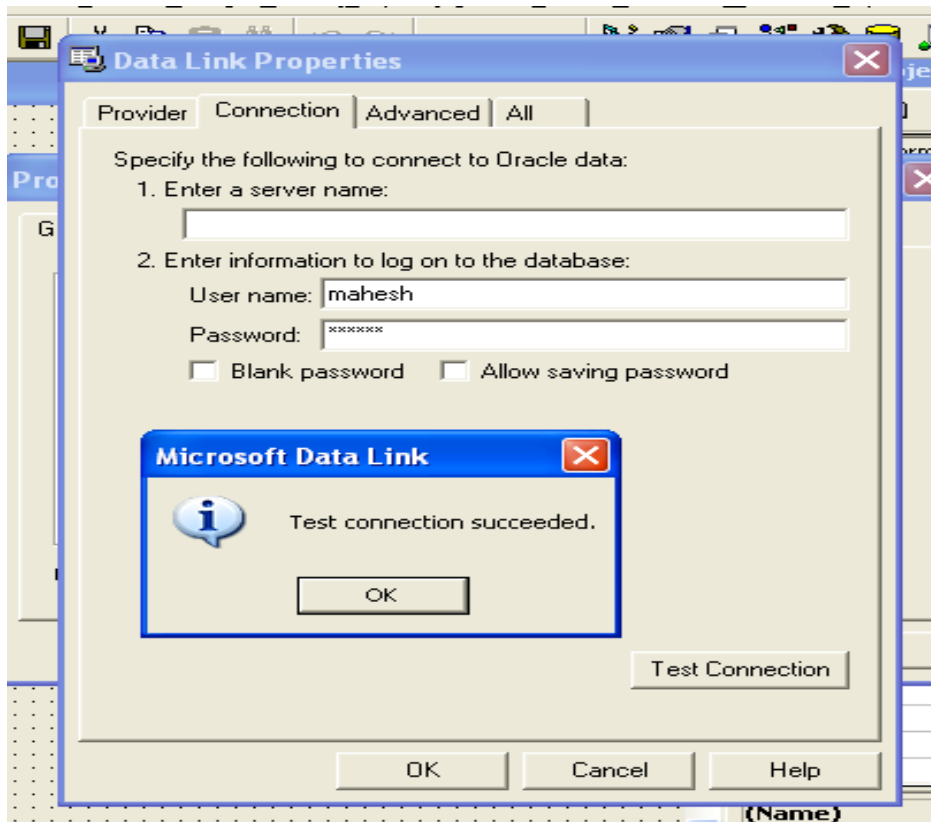 Data Link Properties
Provider Connection Advanced All
Specify the following to connect to Oracle data:
1. Enter a server name:
2. Enter information to log on to the database:
User name: mahesh
Password: ******
Blank password Allow saving password
Microsoft Data Link
Test connection succeeded.
OK
Test Connection
OK Cancel Help
(Name)